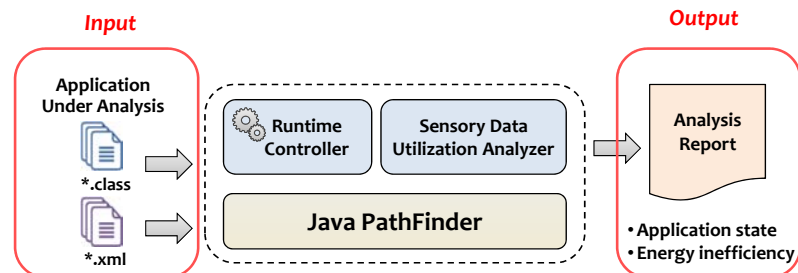 Input
Output
Application
Under Analysis
*.class
*.xml
Runtime
Controller
Sensory Data
Utilization Analyzer
Java PathFinder
Analysis
Report
• Application state
• Energy inefficiency